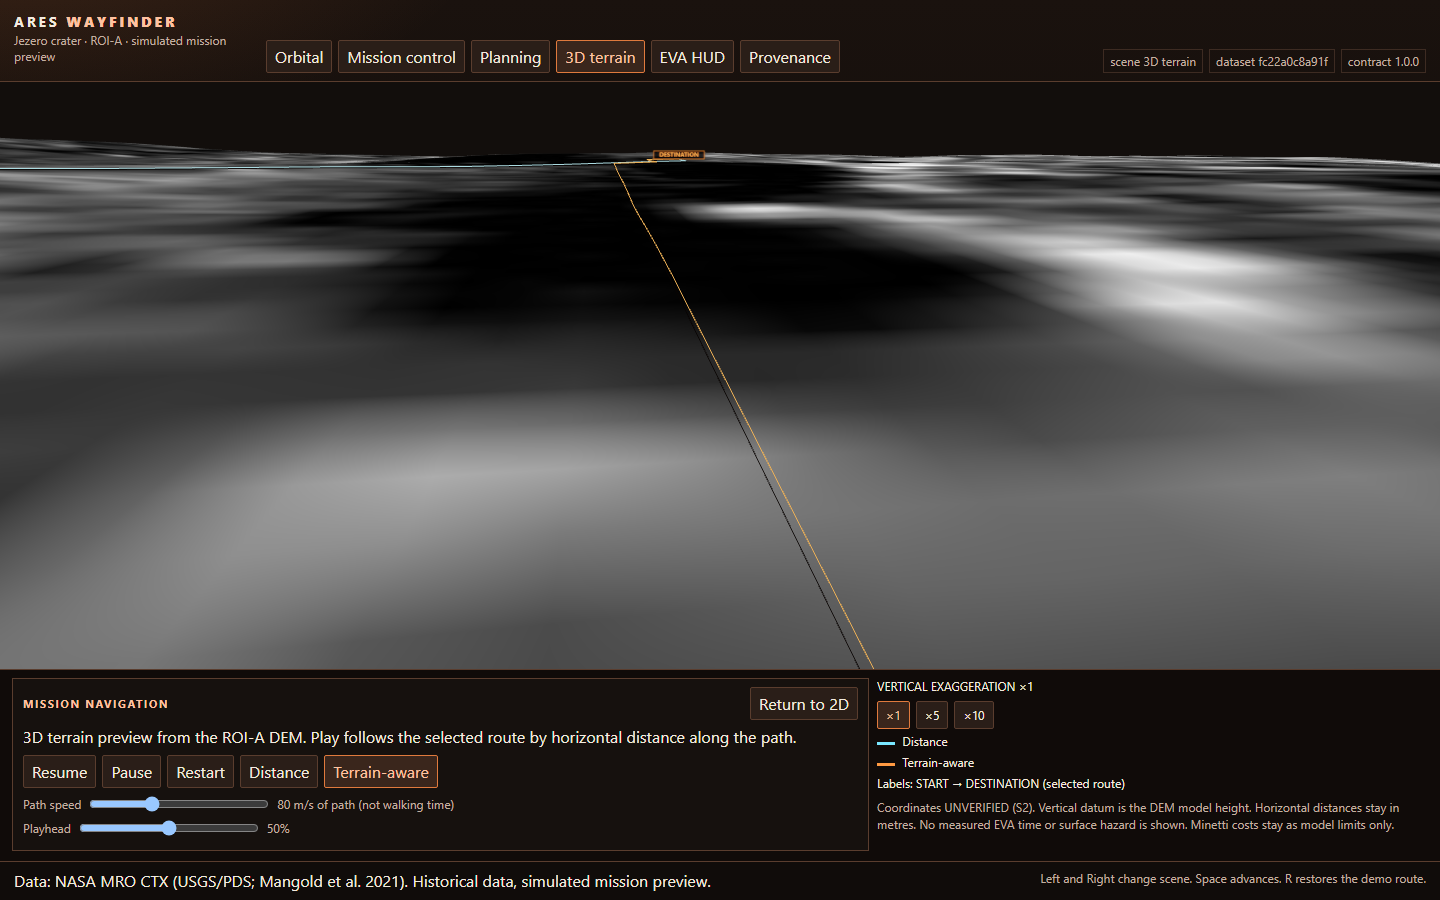 ARES WAYFINDER
Jezero crater · ROI-A · simulated mission
preview
Orbital
Mission control
Planning
3D terrain
EVA HUD
Provenance
scene 3D terrain
dataset fc22a0c8a91f
contract 1.0.0
DESTINATION
MISSION NAVIGATION
Return to 2D
3D terrain preview from the ROI-A DEM. Play follows the selected route by horizontal distance along the path.
Resume
Pause
Restart
Distance
Terrain-aware
Path speed
80 m/s of path (not walking time)
Playhead
50%
VERTICAL EXAGGERATION ×1
×1
×5
×10
Distance
Terrain-aware
Labels: START → DESTINATION (selected route)
Coordinates UNVERIFIED (S2). Vertical datum is the DEM model height. Horizontal distances stay in
metres. No measured EVA time or surface hazard is shown. Minetti costs stay as model limits only.
Data: NASA MRO CTX (USGS/PDS; Mangold et al. 2021). Historical data, simulated mission preview.
Left and Right change scene. Space advances. R restores the demo route.